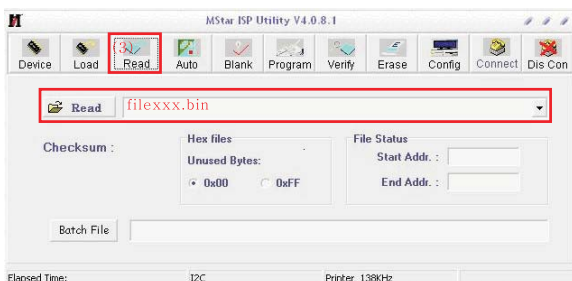 MStar ISP Utility V4.0.8.1
Device Load Read Auto Blank Program Verify Erase Config Connect Dis Con
3
Read filexxx.bin
Checksum :
Hex files
Unused Bytes:
0x00 0xFF
File Status
Start Addr. :
End Addr. :
Batch File
Elapsed Time: I2C Printer 138KHz